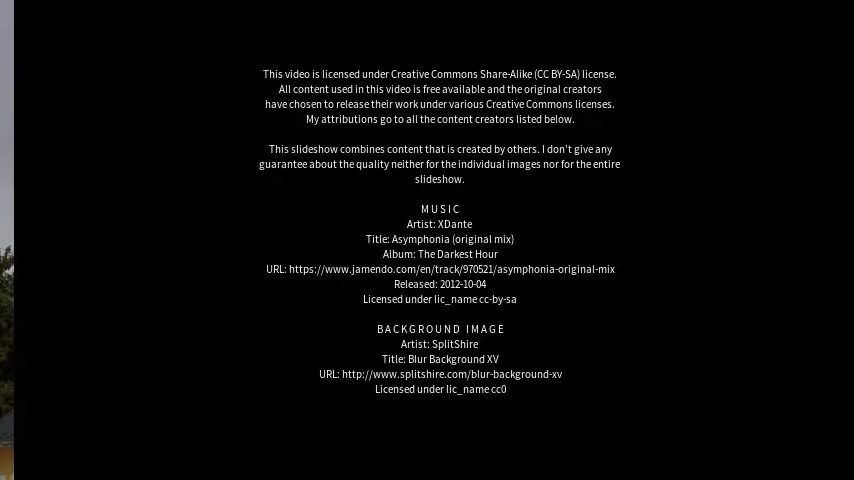 This video is licensed under Creative Commons Share-Alike (CC BY-SA) license.
All content used in this video is free available and the original creators
have chosen to release their work under various Creative Commons licenses.
My attributions go to all the content creators listed below.
This slideshow combines content that is created by others. I don't give any
guarantee about the quality neither for the individual images nor for the entire
slideshow.
MUSIC
Artist: XDante
Title: Asymphonia (original mix)
Album: The Darkest Hour
URL: https://www.jamendo.com/en/track/970521/asymphonia-original-mix
Released: 2012-10-04
Licensed under lic_name cc-by-sa
BACKGROUND IMAGE
Artist: SplitShire
Title: Blur Background XV
URL: http://www.splitshire.com/blur-background-xv
Licensed under lic_name cc0